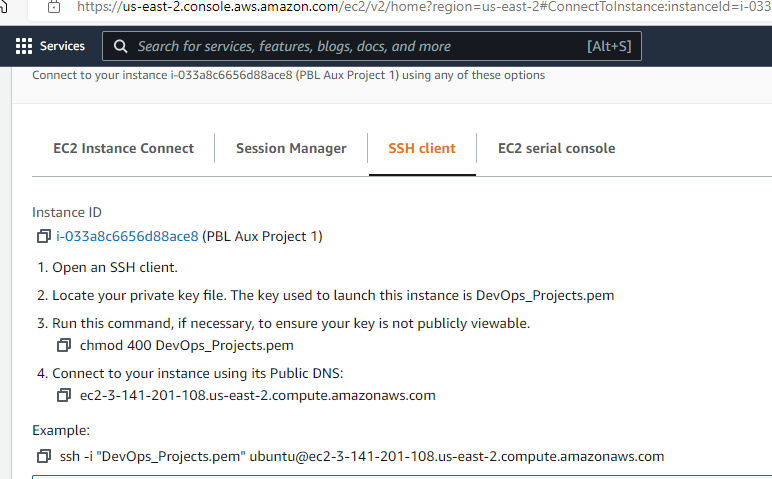 https://us-east-2.console.aws.amazon.com/ec2/v2/home?region=us-east-2#ConnectToInstance:instanceId=i-033
Services
Search for services, features, blogs, docs, and more [Alt+S]
Connect to your instance i-033a8c6656d88ace8 (PBL Aux Project 1) using any of these options
EC2 Instance Connect Session Manager SSH client EC2 serial console
Instance ID
i-033a8c6656d88ace8 (PBL Aux Project 1)
1. Open an SSH client.
2. Locate your private key file. The key used to launch this instance is DevOps_Projects.pem
3. Run this command, if necessary, to ensure your key is not publicly viewable.
chmod 400 DevOps_Projects.pem
4. Connect to your instance using its Public DNS:
ec2-3-141-201-108.us-east-2.compute.amazonaws.com
Example:
ssh -i "DevOps_Projects.pem" ubuntu@ec2-3-141-201-108.us-east-2.compute.amazonaws.com